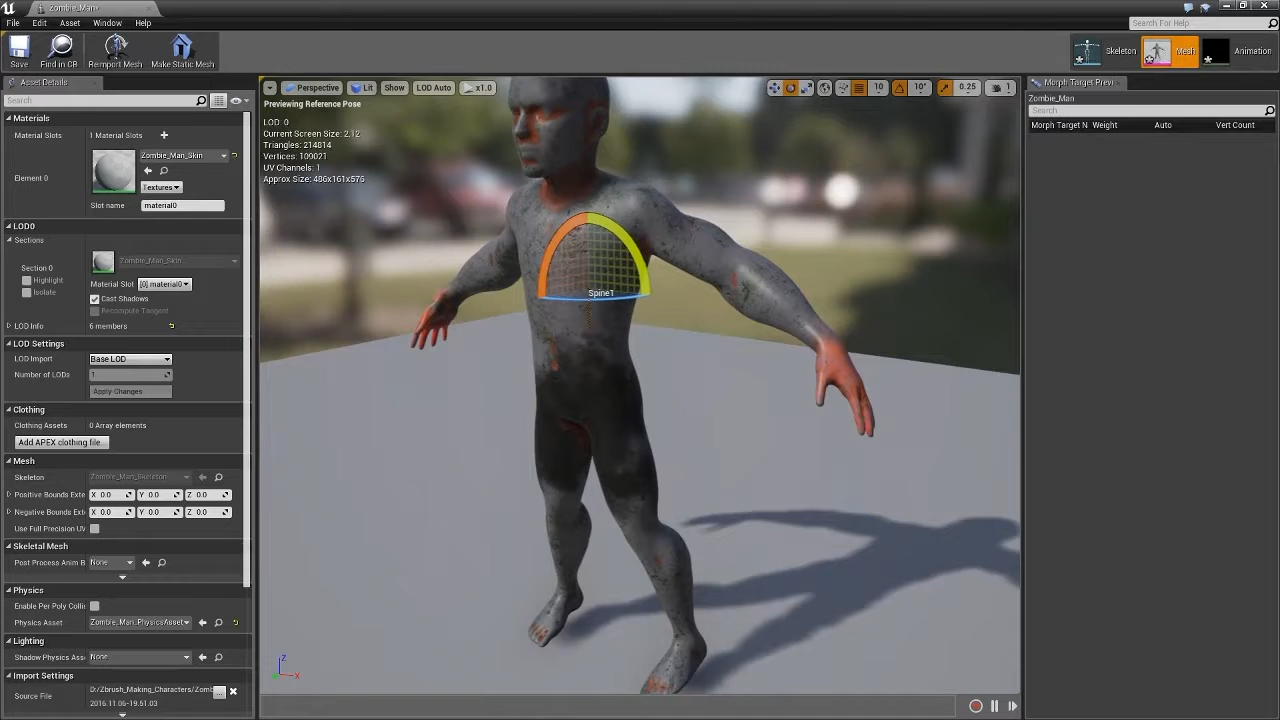 Zombie_Man*
File Edit Asset Window Help
Search For Help
Save Find in CB Reimport Mesh Make Static Mesh
Skeleton Mesh Animation
Asset Details
Search
Materials
Material Slots 1 Material Slots
Element 0
Zombie_Man_Skin
Textures
Slot name material0
LOD0
Sections
Section 0
Highlight
Isolate
Zombie_Man_Skin
Material Slot [0] material0
Cast Shadows
Recompute Tangent
LOD Info 6 members
LOD Settings
LOD Import Base LOD
Number of LODs 1
Apply Changes
Clothing
Clothing Assets 0 Array elements
Add APEX clothing file...
Mesh
Skeleton Zombie_Man_Skeleton
Positive Bounds Exte X 0.0 Y 0.0 Z 0.0
Negative Bounds Ext X 0.0 Y 0.0 Z 0.0
Use Full Precision UV
Skeletal Mesh
Post Process Anim B None
Physics
Enable Per Poly Collis
Physics Asset Zombie_Man_PhysicsAsset
Lighting
Shadow Physics Ass None
Import Settings
Source File D:/Zbrush_Making_Characters/Zomb
2016.11.06-19.51.03
Perspective Lit Show LOD Auto x1.0
10 10° 0.25 1
Previewing Reference Pose
LOD: 0
Current Screen Size: 2.12
Triangles: 214814
Vertices: 109021
UV Channels: 1
Approx Size: 486x161x575
Spine1
Z
X
Morph Target Previ
Zombie_Man
Search
Morph Target N Weight Auto Vert Count